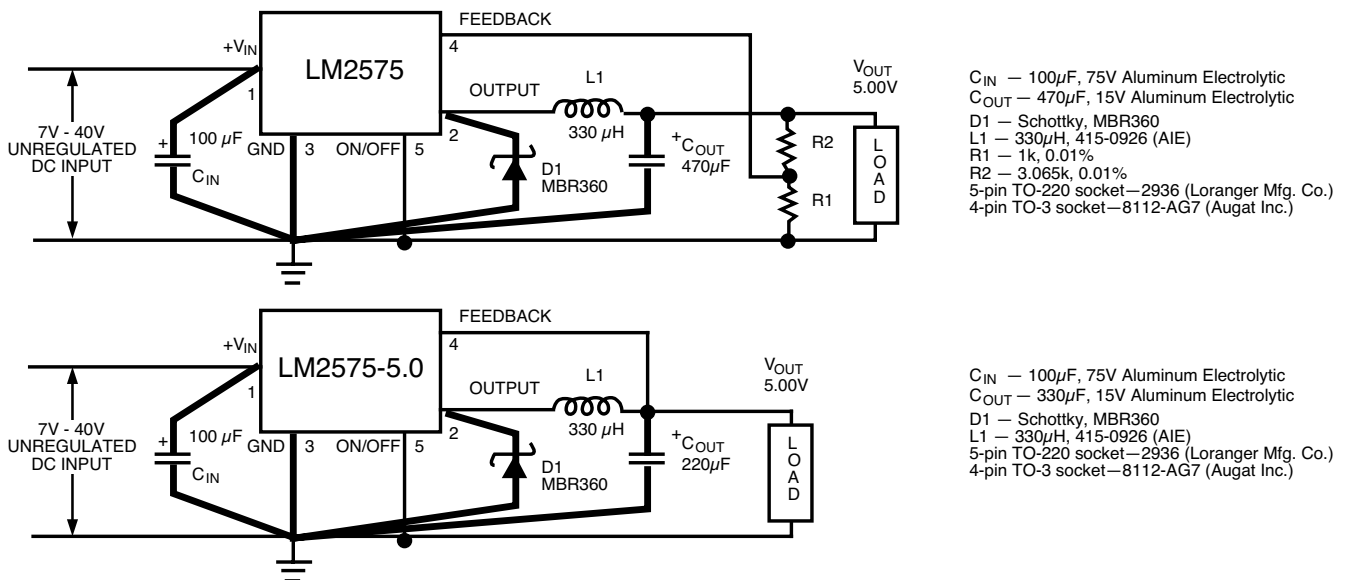 FEEDBACK
+VIN
4
LM2575
L1
VOUT
5.00V
OUTPUT
1
7V - 40V
UNREGULATED
DC INPUT
+
100 µF
CIN
GND
3
ON/OFF
5
2
330 µH
D1
MBR360
+COUT
470µF
R2
R1
LOAD
CIN — 100µF, 75V Aluminum Electrolytic
COUT — 470µF, 15V Aluminum Electrolytic
D1 — Schottky, MBR360
L1 — 330µH, 415-0926 (AIE)
R1 — 1k, 0.01%
R2 — 3.065k, 0.01%
5-pin TO-220 socket—2936 (Loranger Mfg. Co.)
4-pin TO-3 socket—8112-AG7 (Augat Inc.)
FEEDBACK
+VIN
4
LM2575-5.0
L1
VOUT
5.00V
OUTPUT
1
7V - 40V
UNREGULATED
DC INPUT
+
100 µF
CIN
GND
3
ON/OFF
5
2
330 µH
D1
MBR360
+COUT
220µF
LOAD
CIN — 100µF, 75V Aluminum Electrolytic
COUT — 330µF, 15V Aluminum Electrolytic
D1 — Schottky, MBR360
L1 — 330µH, 415-0926 (AIE)
5-pin TO-220 socket—2936 (Loranger Mfg. Co.)
4-pin TO-3 socket—8112-AG7 (Augat Inc.)